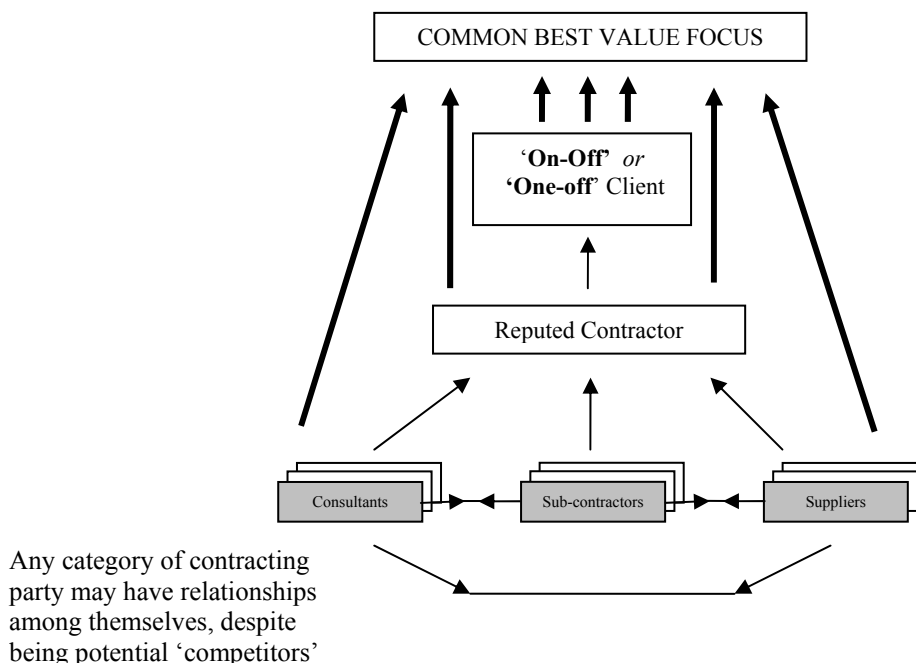 COMMON BEST VALUE FOCUS
‘On-Off’ or
‘One-off’ Client
Reputed Contractor
Consultants
Sub-contractors
Suppliers
Any category of contracting
party may have relationships
among themselves, despite
being potential ‘competitors’